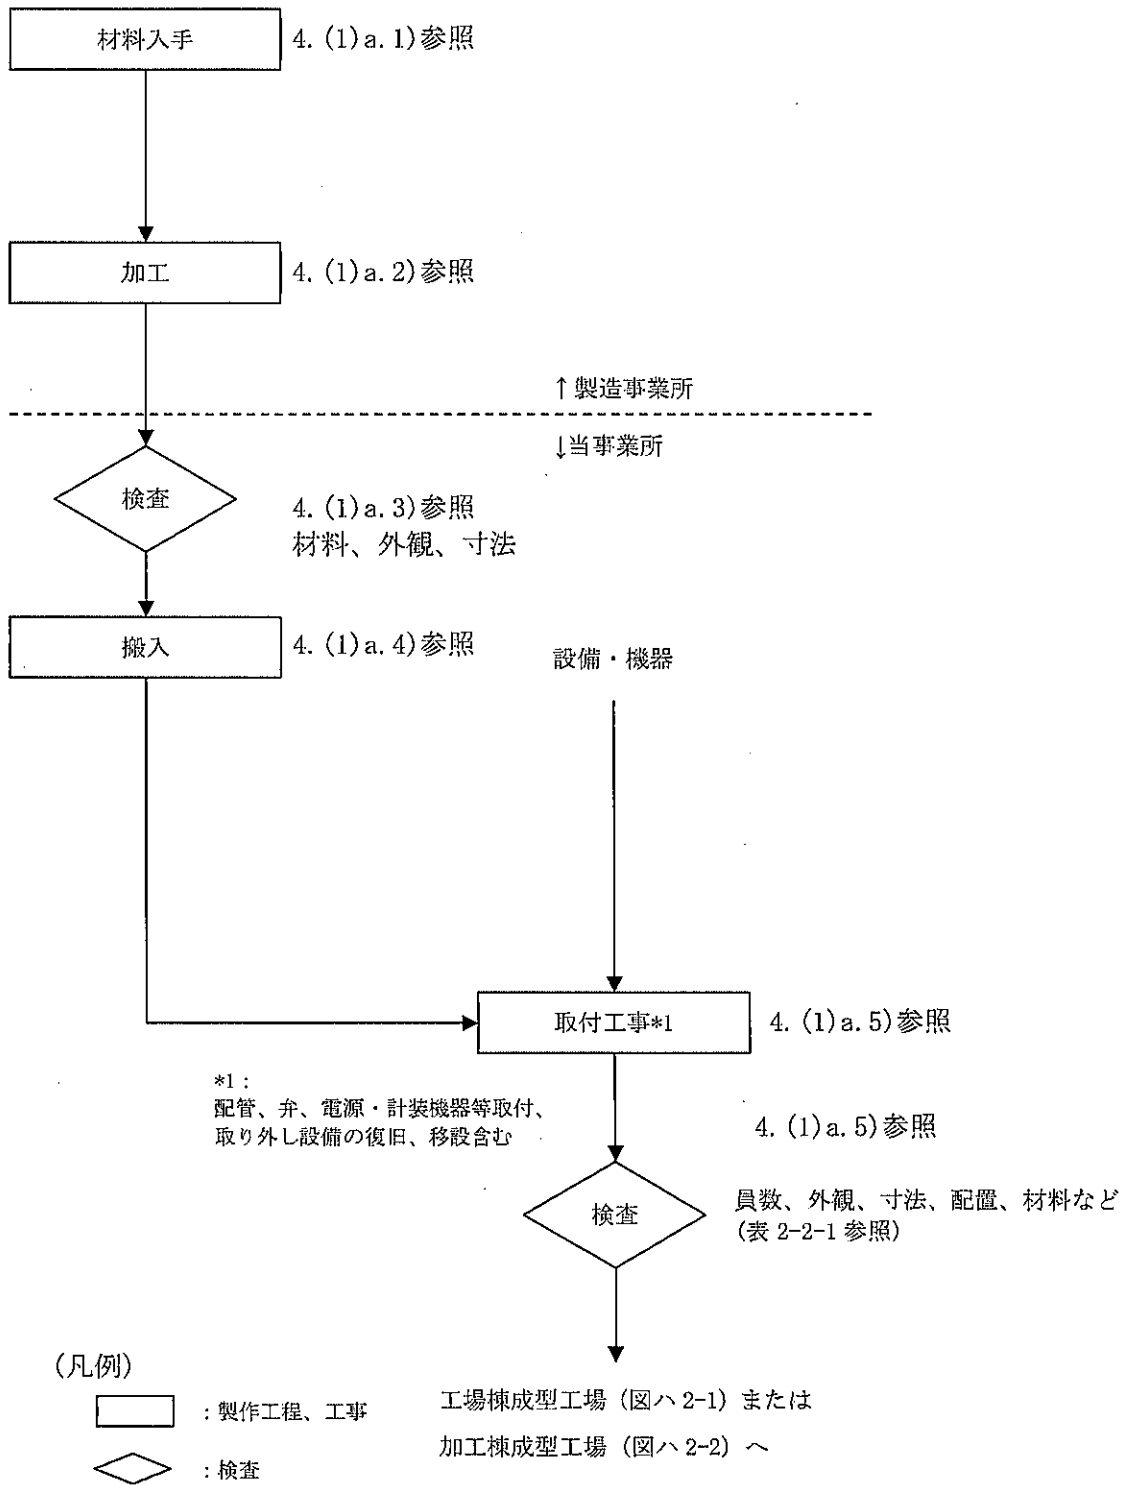 材料入手
4. (1)a.1)参照
加工
4. (1)a.2)参照
↑製造事業所
↓当事業所
検査
4. (1)a.3)参照
材料、外観、寸法
搬入
4. (1)a.4)参照
設備・機器
取付工事*1
4. (1)a.5)参照
*1:
配管、弁、電源・計装機器等取付、
取り外し設備の復旧、移設含む
4. (1)a.5)参照
検査
員数、外観、寸法、配置、材料など
(表 2-2-1 参照)
(凡例)
:製作工程、工事
:検査
工場棟成型工場(図ハ 2-1)または
加工棟成型工場(図ハ 2-2)へ